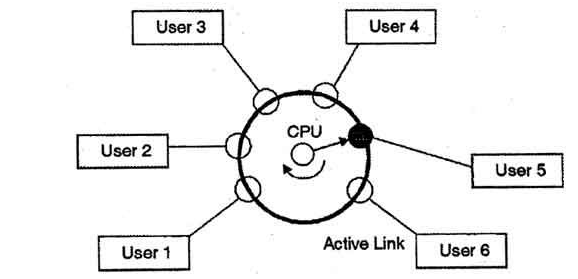 User 3
User 4
CPU
User 2
User 5
User 1
Active Link
User 6